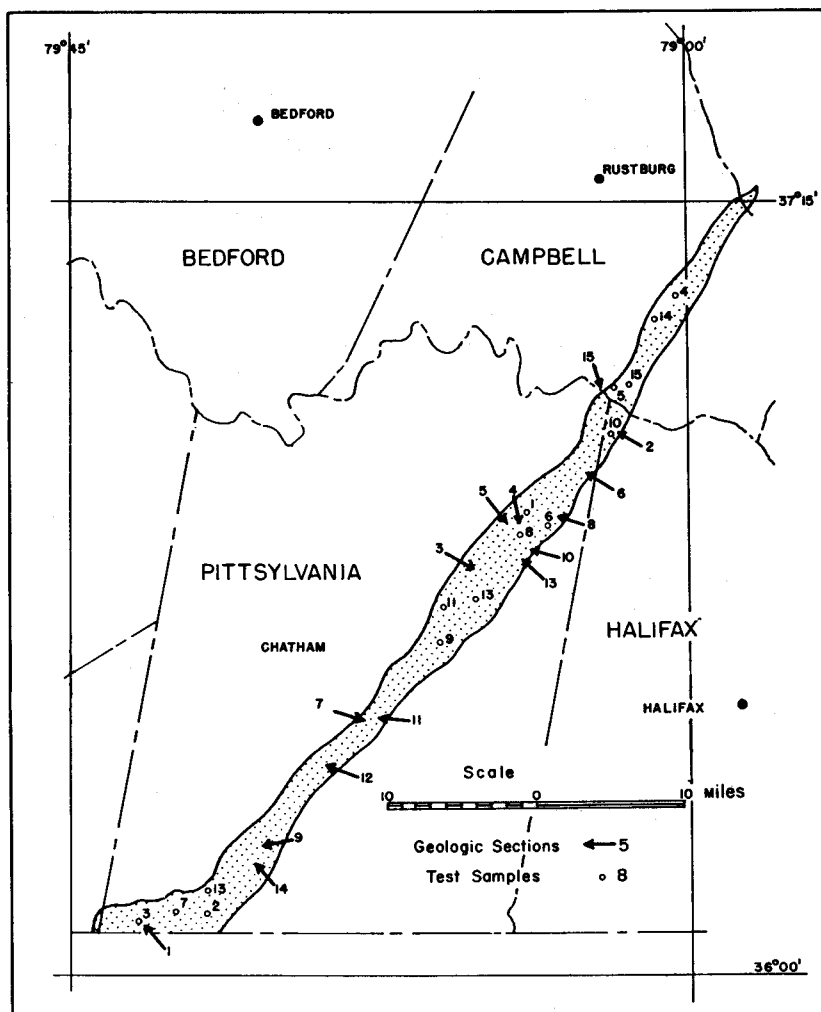 79° 45'
79° 00'
BEDFORD
RUSTBURG
37° 15'
BEDFORD
CAMPBELL
4
14
15
15
5
10
2
6
5
4
1
6
8
8
3
10
13
PITTSYLVANIA
11
13
HALIFAX
CHATHAM
9
7
11
HALIFAX
12
Scale
10 0 10 Miles
9
Geologic Sections 5
14
Test Samples 8
13
3
7
2
1
36° 00'